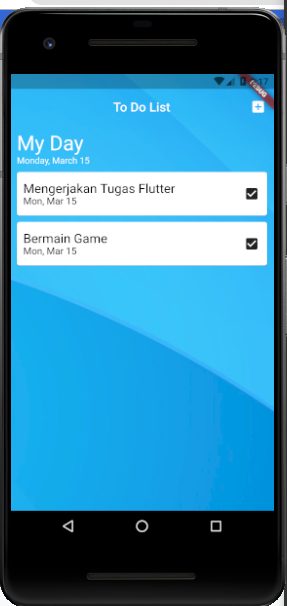 17
DEBUG
To Do List
My Day
Monday, March 15
Mengerjakan Tugas Flutter
Mon, Mar 15
Bermain Game
Mon, Mar 15